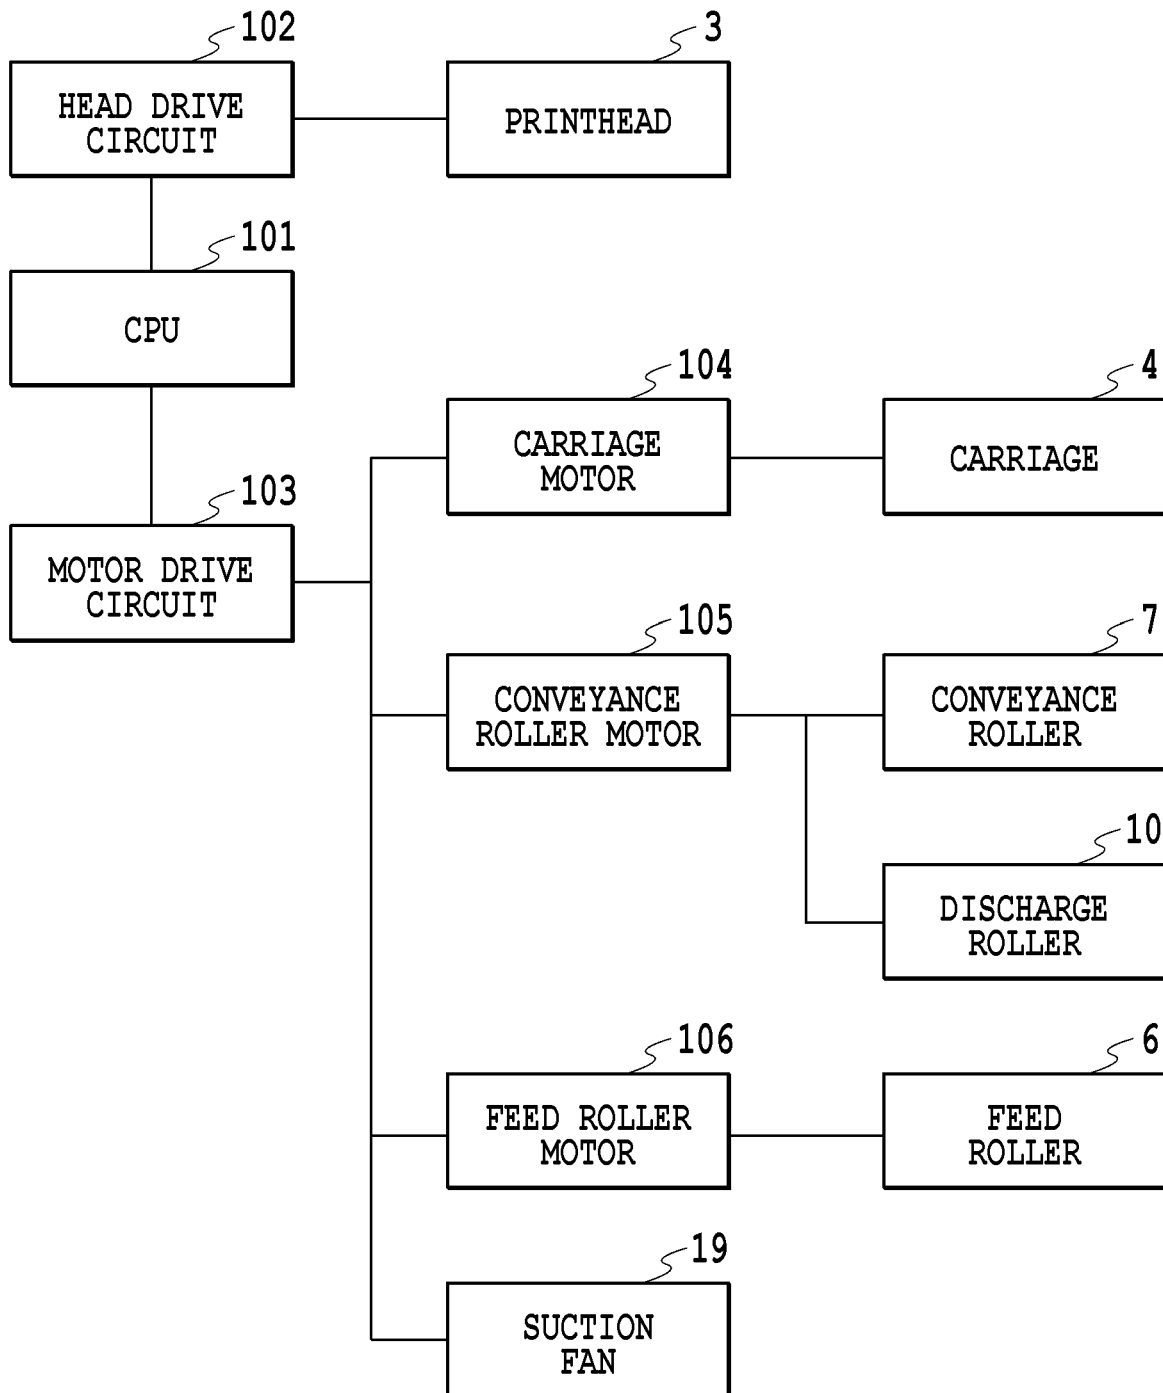 102
3
HEAD DRIVE
CIRCUIT
PRINTHEAD
101
CPU
104
4
CARRIAGE
MOTOR
CARRIAGE
103
MOTOR DRIVE
CIRCUIT
105
7
CONVEYANCE
ROLLER MOTOR
CONVEYANCE
ROLLER
10
DISCHARGE
ROLLER
106
6
FEED ROLLER
MOTOR
FEED
ROLLER
19
SUCTION
FAN